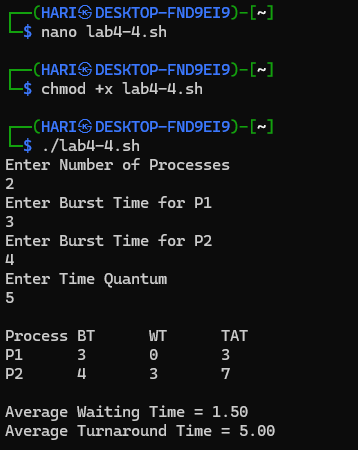 ┌──(HARI㉿DESKTOP-FND9EI9)-[~]
└─$ nano lab4-4.sh

┌──(HARI㉿DESKTOP-FND9EI9)-[~]
└─$ chmod +x lab4-4.sh

┌──(HARI㉿DESKTOP-FND9EI9)-[~]
└─$ ./lab4-4.sh
Enter Number of Processes
2
Enter Burst Time for P1
3
Enter Burst Time for P2
4
Enter Time Quantum
5

Process BT      WT      TAT
P1      3       0       3
P2      4       3       7

Average Waiting Time = 1.50
Average Turnaround Time = 5.00